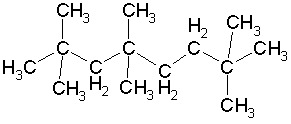 CH₃ CH₃ CH₃
H₂
C CH₃
H₃C C C
CH₃ H₂ CH₃ H₂
CH₃